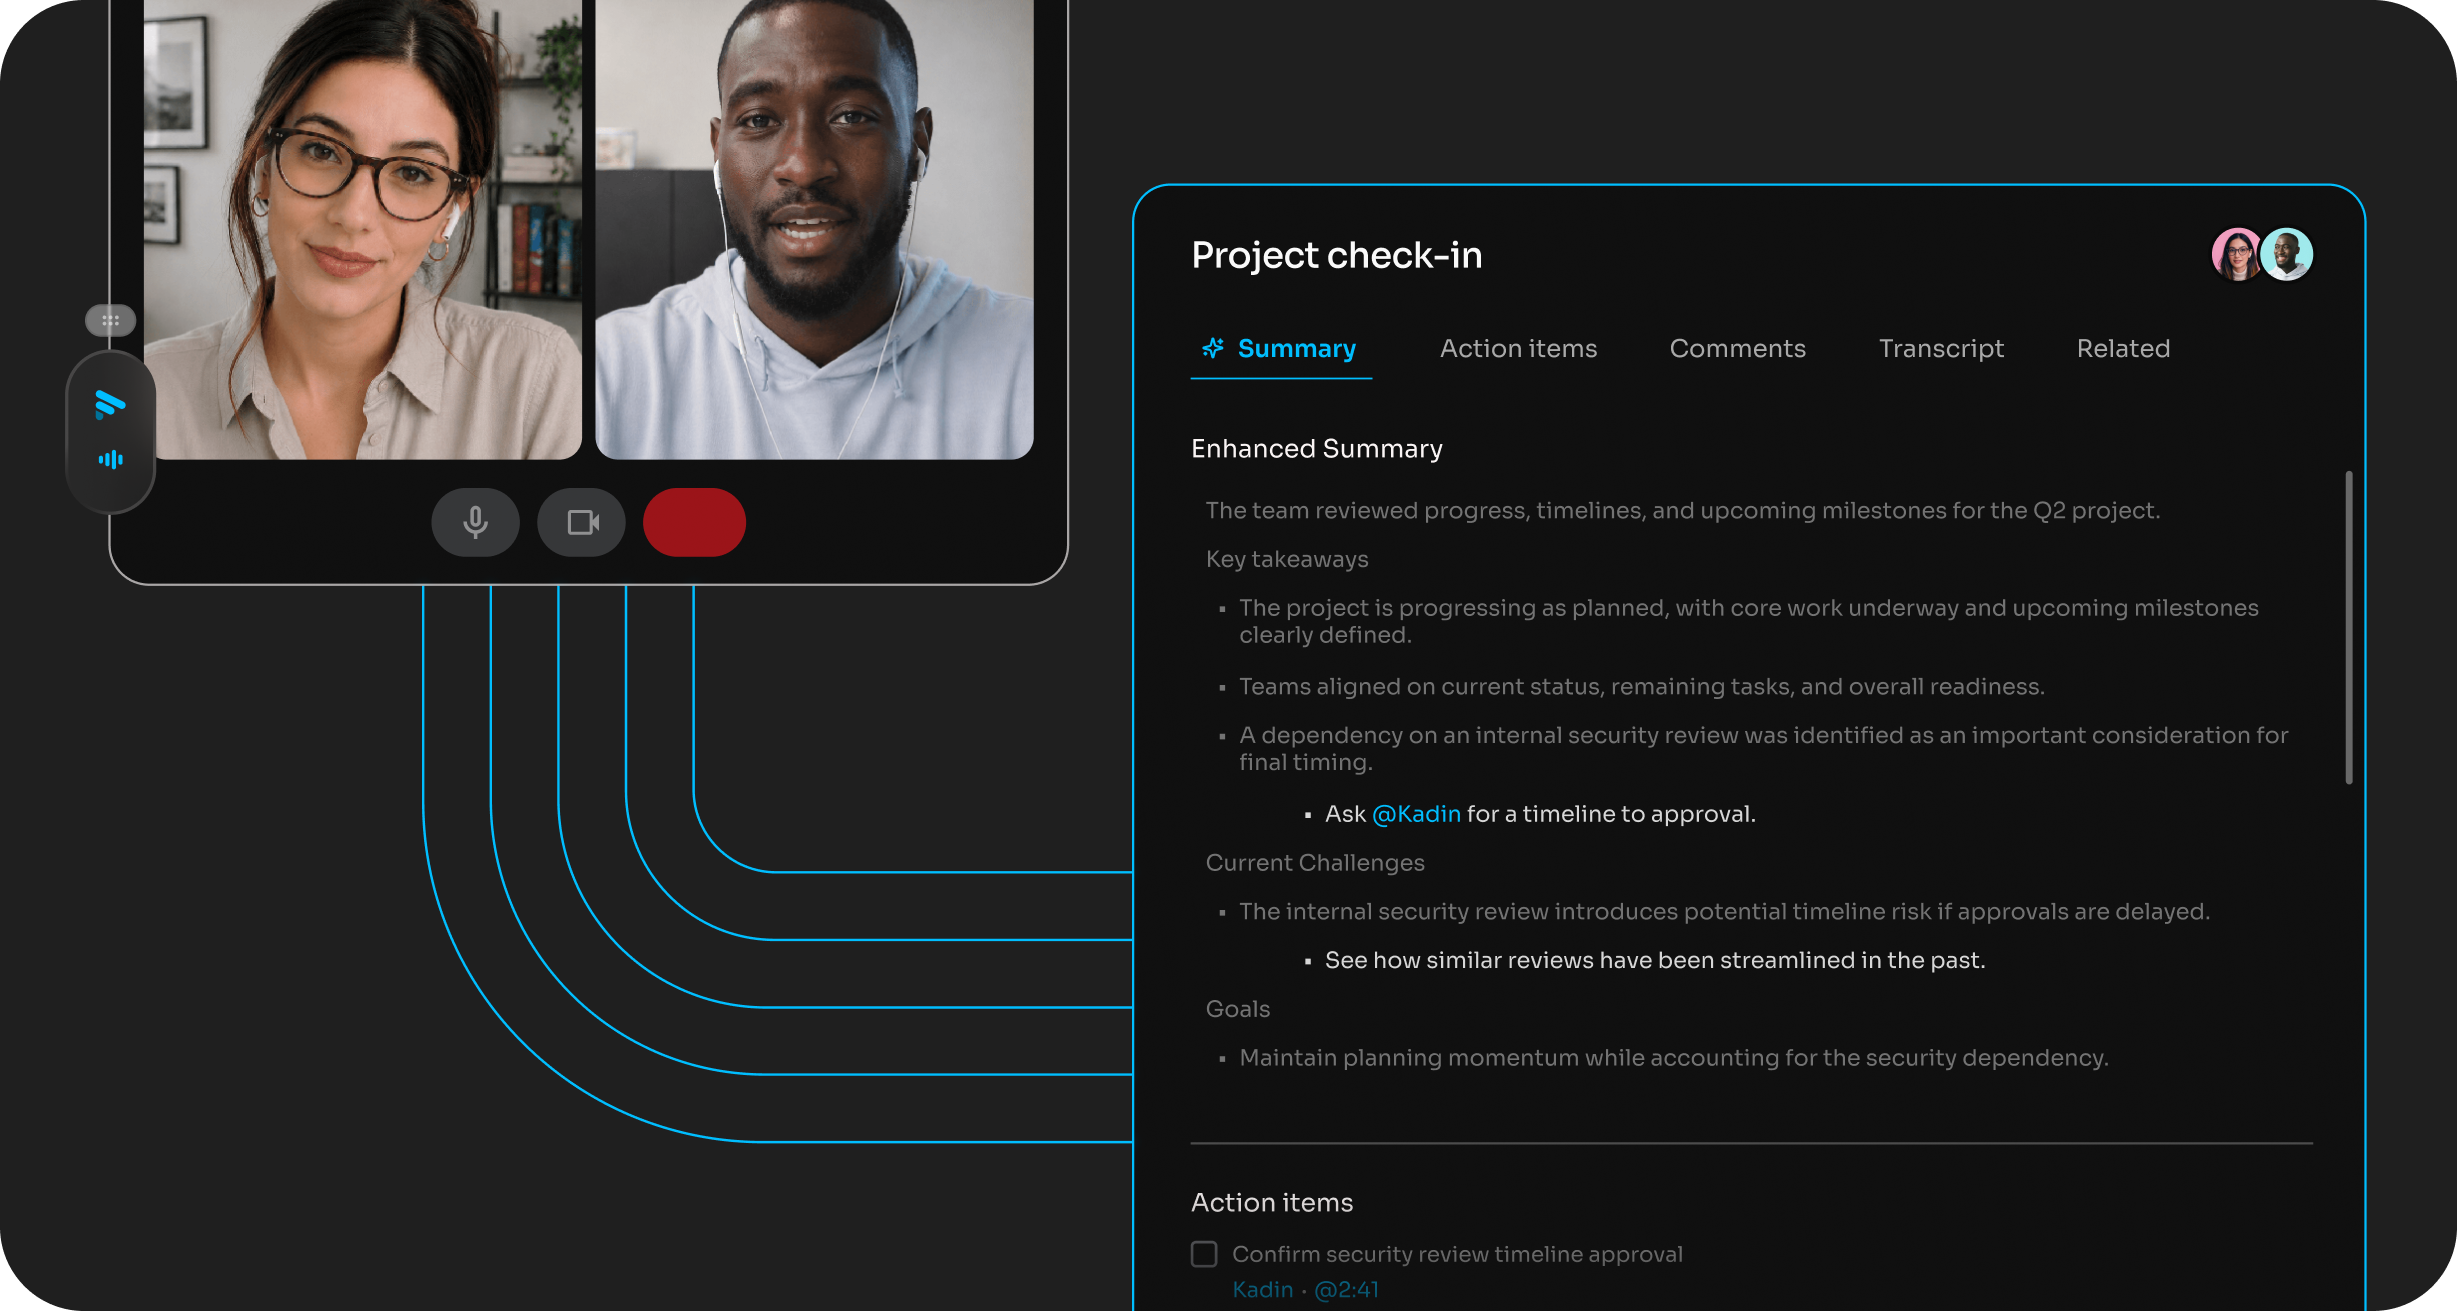 Project check-in
Summary
Action items
Comments
Transcript
Related
Enhanced Summary
The team reviewed progress, timelines, and upcoming milestones for the Q2 project.
Key takeaways
▪ The project is progressing as planned, with core work underway and upcoming milestones
clearly defined.
▪ Teams aligned on current status, remaining tasks, and overall readiness.
▪ A dependency on an internal security review was identified as an important consideration for
final timing.
▪ Ask @Kadin for a timeline to approval.
Current Challenges
▪ The internal security review introduces potential timeline risk if approvals are delayed.
▪ See how similar reviews have been streamlined in the past.
Goals
▪ Maintain planning momentum while accounting for the security dependency.
Action items
Confirm security review timeline approval
Kadin · @2:41